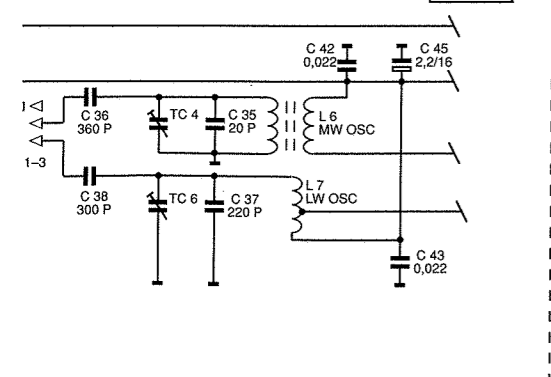 C 42
0,022
C 45
2,2/16
C 36
360 P
TC 4
C 35
20 P
L 6
MW OSC
1–3
C 38
300 P
TC 6
C 37
220 P
L 7
LW OSC
C 43
0,022